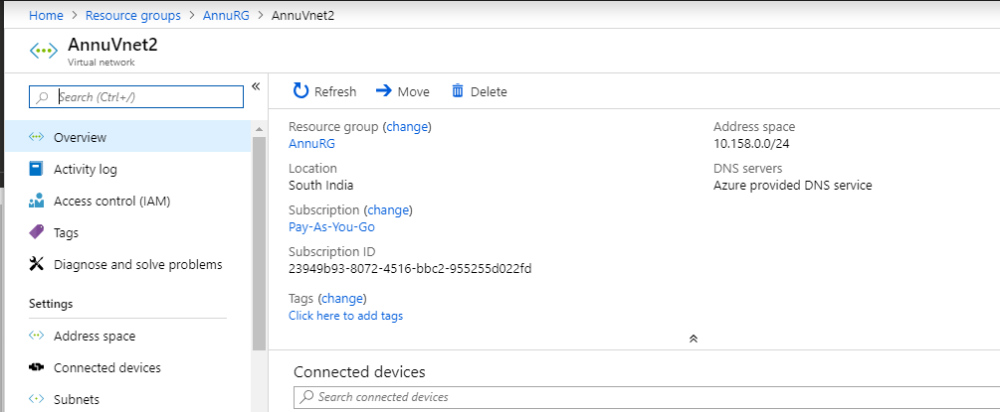 Home > Resource groups > AnnuRG > AnnuVnet2
AnnuVnet2
Virtual network
Search (Ctrl+/)
«
Overview
Activity log
Access control (IAM)
Tags
Diagnose and solve problems
Settings
Address space
Connected devices
Subnets
Refresh Move Delete
Resource group (change)
AnnuRG
Location
South India
Subscription (change)
Pay-As-You-Go
Subscription ID
23949b93-8072-4516-bbc2-955255d022fd
Tags (change)
Click here to add tags
Address space
10.158.0.0/24
DNS servers
Azure provided DNS service
Connected devices
Search connected devices